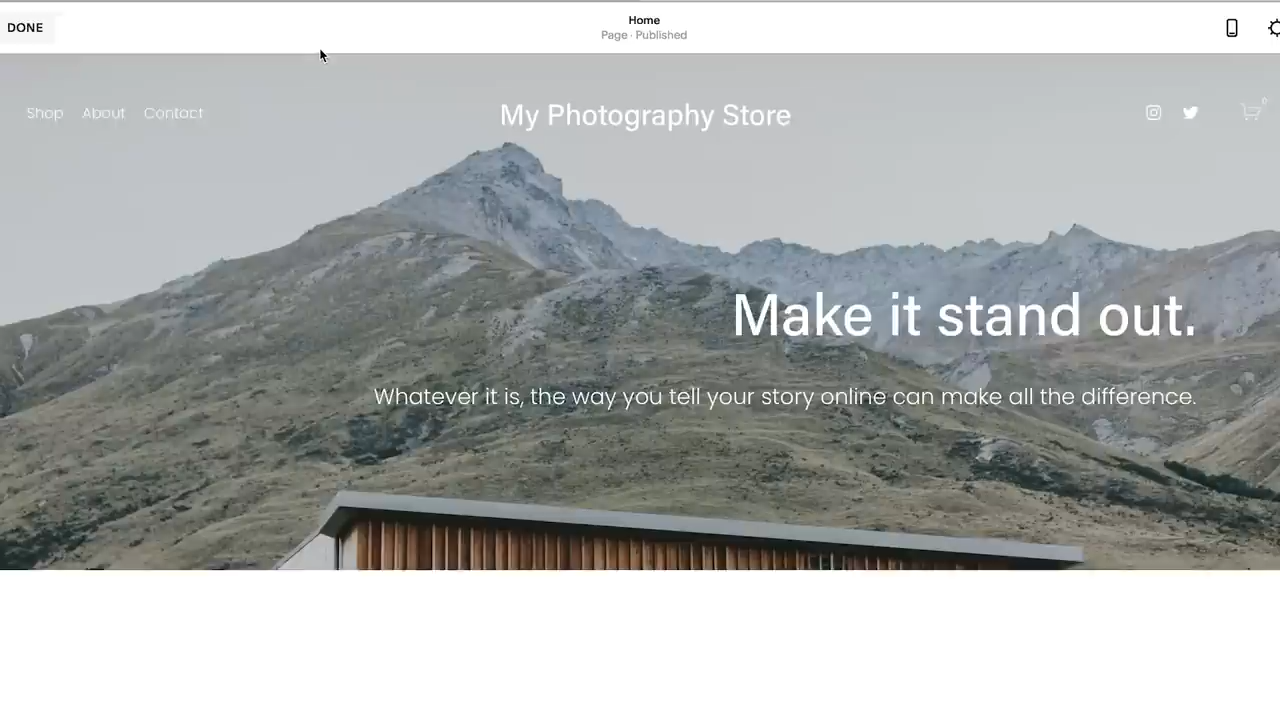 DONE
Home
Page · Published
Shop About Contact
My Photography Store
0
Make it stand out.
Whatever it is, the way you tell your story online can make all the difference.